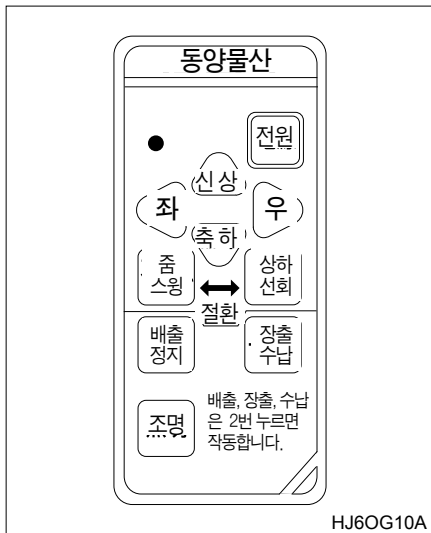 동양물산
전원
신 상
좌
우
축 하
줌
스윙
상하
선회
절환
배출
정지
장출
수납
조명
배출, 장출, 수납
은 2번 누르면
작동합니다.
HJ6OG10A